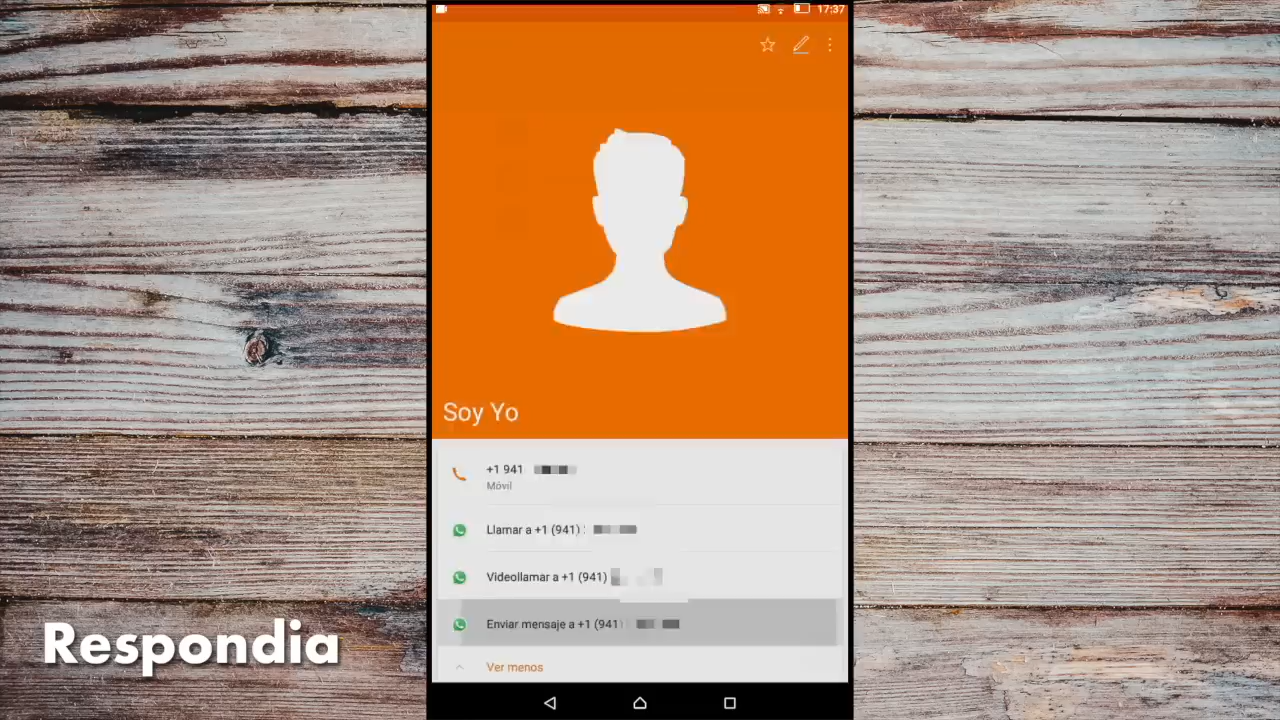 17:37
Soy Yo
+1 941
Móvil
Llamar a +1 (941)
Videollamar a +1 (941)
Enviar mensaje a +1 (941)
Ver menos
Respondia